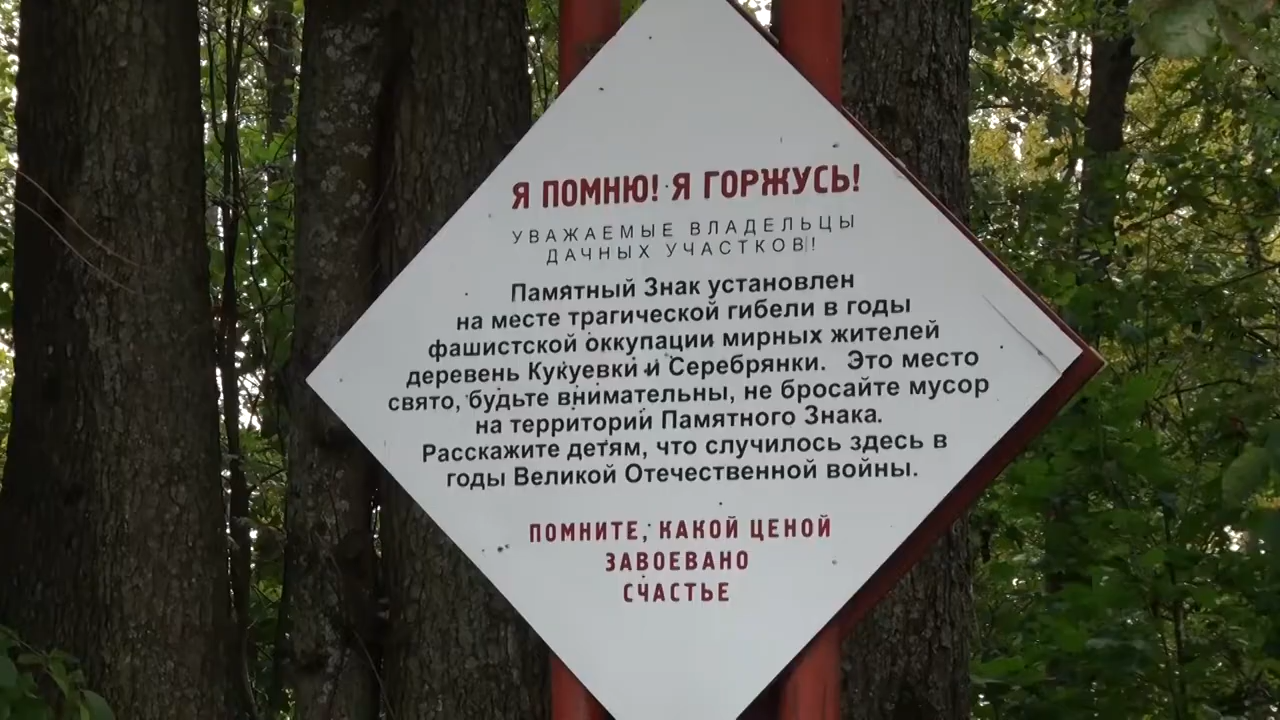 Я ПОМНЮ! Я ГОРЖУСЬ!
УВАЖАЕМЫЕ ВЛАДЕЛЬЦЫ
ДАЧНЫХ УЧАСТКОВ!
Памятный Знак установлен
на месте трагической гибели в годы
фашистской оккупации мирных жителей
деревень Кукуевки и Серебрянки. Это место
свято, будьте внимательны, не бросайте мусор
на территорий Памятного Знака.
Расскажите детям, что случилось здесь в
годы Великой Отечественной войны.
ПОМНИТЕ, КАКОЙ ЦЕНОЙ
ЗАВОЕВАНО
СЧАСТЬЕ